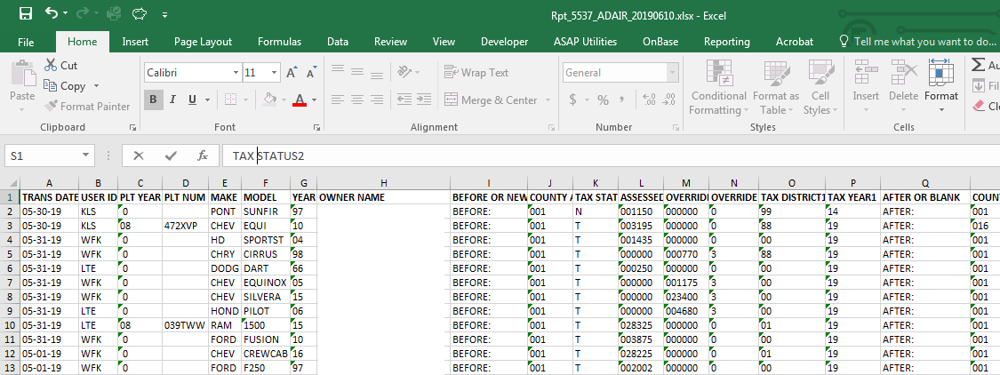 Rpt_5537_ADAIR_20190610.xlsx - Excel
File Home Insert Page Layout Formulas Data Review View Developer ASAP Utilities OnBase Reporting Acrobat Tell me what you want to do...
Cut
Copy
Format Painter
Paste
Clipboard
Calibri 11
B I U A
Font
Wrap Text
Merge & Center
Alignment
General
$ % , .00 .0
Number
Conditional Formatting
Format as Table
Cell Styles
Styles
Insert Delete Format
Cells
Au
Fil
Cle
S1 fx TAX STATUS2
A B C D E F G H I J K L M N O P Q
1 TRANS DATE USER ID PLT YEAR PLT NUM MAKE MODEL YEAR OWNER NAME BEFORE OR NEW COUNTY A TAX STAT ASSESSED OVERRID OVERRIDE TAX DISTRICT1 TAX YEAR1 AFTER OR BLANK COUN
2 05-30-19 KLS 0 PONT SUNFIR 97 BEFORE: 001 N 001150 000000 0 99 14 AFTER: 001
3 05-30-19 KLS 08 472XVP CHEV EQUI 10 BEFORE: 001 T 003195 000000 0 88 19 AFTER: 016
4 05-31-19 WFK 0 HD SPORTST 04 BEFORE: 001 T 001435 000000 0 00 19 AFTER: 001
5 05-31-19 WFK 0 CHRY CIRRUS 98 BEFORE: 001 T 000000 000770 3 88 19 AFTER: 001
6 05-31-19 LTE 0 DODG DART 66 BEFORE: 001 T 000250 000000 0 00 19 AFTER: 001
7 05-31-19 WFK 0 CHEV EQUINOX 05 BEFORE: 001 T 000000 001175 3 00 19 AFTER: 001
8 05-31-19 WFK 0 CHEV SILVERA 15 BEFORE: 001 T 000000 023400 3 00 19 AFTER: 001
9 05-31-19 LTE 0 HOND PILOT 06 BEFORE: 001 T 000000 004680 3 00 19 AFTER: 001
10 05-31-19 LTE 08 039TWW RAM 1500 15 BEFORE: 001 T 028325 000000 0 01 19 AFTER: 001
11 05-31-19 WFK 0 FORD FUSION 10 BEFORE: 001 T 003875 000000 0 00 19 AFTER: 001
12 05-01-19 WFK 0 CHEV CREWCAB 16 BEFORE: 001 T 028225 000000 0 01 19 AFTER: 001
13 05-01-19 WFK 0 FORD F250 97 BEFORE: 001 T 002002 000000 0 00 19 AFTER: 001